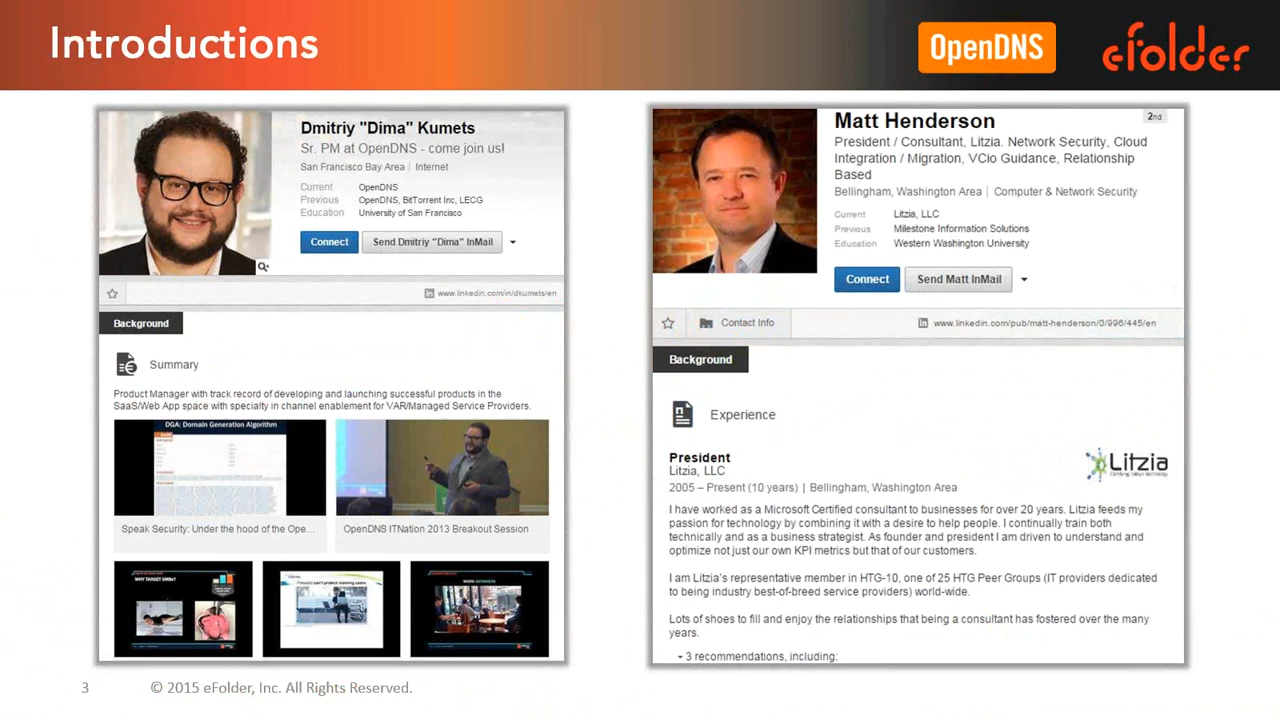 Introductions
OpenDNS
eFolder
Dmitriy "Dima" Kumets
Sr. PM at OpenDNS - come join us!
San Francisco Bay Area | Internet
Current OpenDNS
Previous OpenDNS, BitTorrent Inc, LECG
Education University of San Francisco
Connect Send Dmitriy "Dima" InMail
www.linkedin.com/in/dkumets/en
Background
Summary
Product Manager with track record of developing and launching successful products in the
SaaS/Web App space with specialty in channel enablement for VAR/Managed Service Providers.
DGA: Domain Generation Algorithm
Speak Security: Under the hood of the Ope...
OpenDNS ITNation 2013 Breakout Session
WHY TARGET SMBs?
Firewalls can't protect roaming users
WORK ANYWHERE
Matt Henderson
2nd
President / Consultant, Litzia. Network Security, Cloud
Integration / Migration, VCio Guidance, Relationship
Based
Bellingham, Washington Area | Computer & Network Security
Current Litzia, LLC
Previous Milestone Information Solutions
Education Western Washington University
Connect Send Matt InMail
Contact Info www.linkedin.com/pub/matt-henderson/0/996/445/en
Background
Experience
President
Litzia, LLC
Litzia
2005 – Present (10 years) | Bellingham, Washington Area
I have worked as a Microsoft Certified consultant to businesses for over 20 years. Litzia feeds my
passion for technology by combining it with a desire to help people. I continually train both
technically and as a business strategist. As founder and president I am driven to understand and
optimize not just our own KPI metrics but that of our customers.
I am Litzia's representative member in HTG-10, one of 25 HTG Peer Groups (IT providers dedicated
to being industry best-of-breed service providers) world-wide.
Lots of shoes to fill and enjoy the relationships that being a consultant has fostered over the many
years.
3 recommendations, including:
3 © 2015 eFolder, Inc. All Rights Reserved.